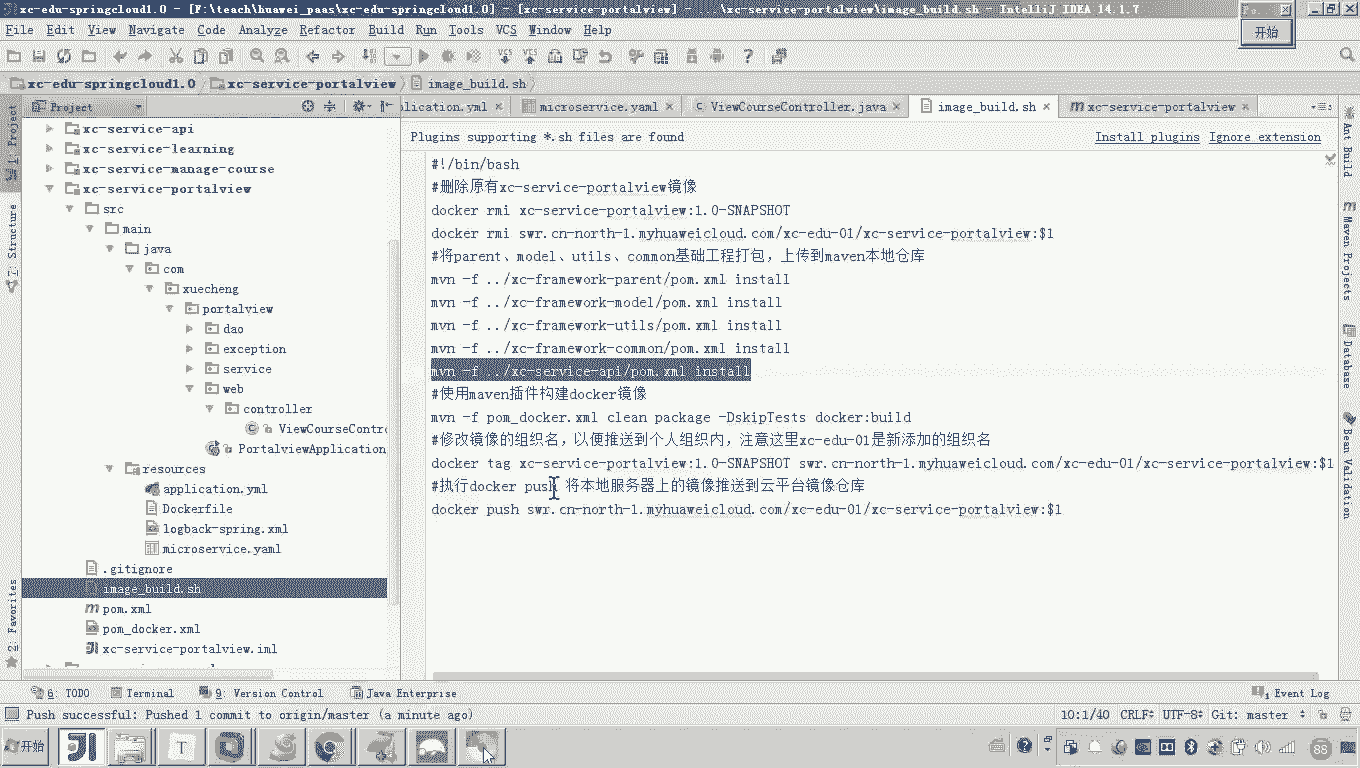 xc-edu-springcloud1.0 - [F:\teach\huawei_paas\xc-edu-springcloud1.0] - [xc-service-portalview] - ...\xc-service-portalview\image_build.sh - IntelliJ IDEA 14.1.7
开始
File Edit View Navigate Code Analyze Refactor Build Run Tools VCS Window Help
xc-edu-springcloud1.0 xc-service-portalview image_build.sh
Project
lication.yml microservice.yaml ViewCourseController.java image_build.sh xc-service-portalview
Plugins supporting *.sh files are found Install plugins Ignore extension
1: Project
7: Structure
2: Favorites
xc-service-api
xc-service-learning
xc-service-manage-course
xc-service-portalview
src
main
java
com
xuecheng
portalview
dao
exception
service
web
controller
ViewCourseContro
PortalviewApplication
resources
application.yml
Dockerfile
logback-spring.xml
microservice.yaml
.gitignore
image_build.sh
pom.xml
pom_docker.xml
xc-service-portalview.iml
#!/bin/bash
#删除原有xc-service-portalview镜像
docker rmi xc-service-portalview:1.0-SNAPSHOT
docker rmi swr.cn-north-1.myhuaweicloud.com/xc-edu-01/xc-service-portalview:$1
#将parent、model、utils、common基础工程打包，上传到maven本地仓库
mvn -f ../xc-framework-parent/pom.xml install
mvn -f ../xc-framework-model/pom.xml install
mvn -f ../xc-framework-utils/pom.xml install
mvn -f ../xc-framework-common/pom.xml install
mvn -f ../xc-service-api/pom.xml install
#使用maven插件构建docker镜像
mvn -f pom_docker.xml clean package -DskipTests docker:build
#修改镜像的组织名，以便推送到个人组织内，注意这里xc-edu-01是新添加的组织名
docker tag xc-service-portalview:1.0-SNAPSHOT swr.cn-north-1.myhuaweicloud.com/xc-edu-01/xc-service-portalview:$1
#执行docker push 将本地服务器上的镜像推送到云平台镜像仓库
docker push swr.cn-north-1.myhuaweicloud.com/xc-edu-01/xc-service-portalview:$1
Ant Build
Maven Projects
Database
Bean Validation
6: TODO Terminal 9: Version Control Java Enterprise 1 Event Log
Push successful: Pushed 1 commit to origin/master (a minute ago) 10:1/40 CRLF UTF-8 Git: master
开始 88